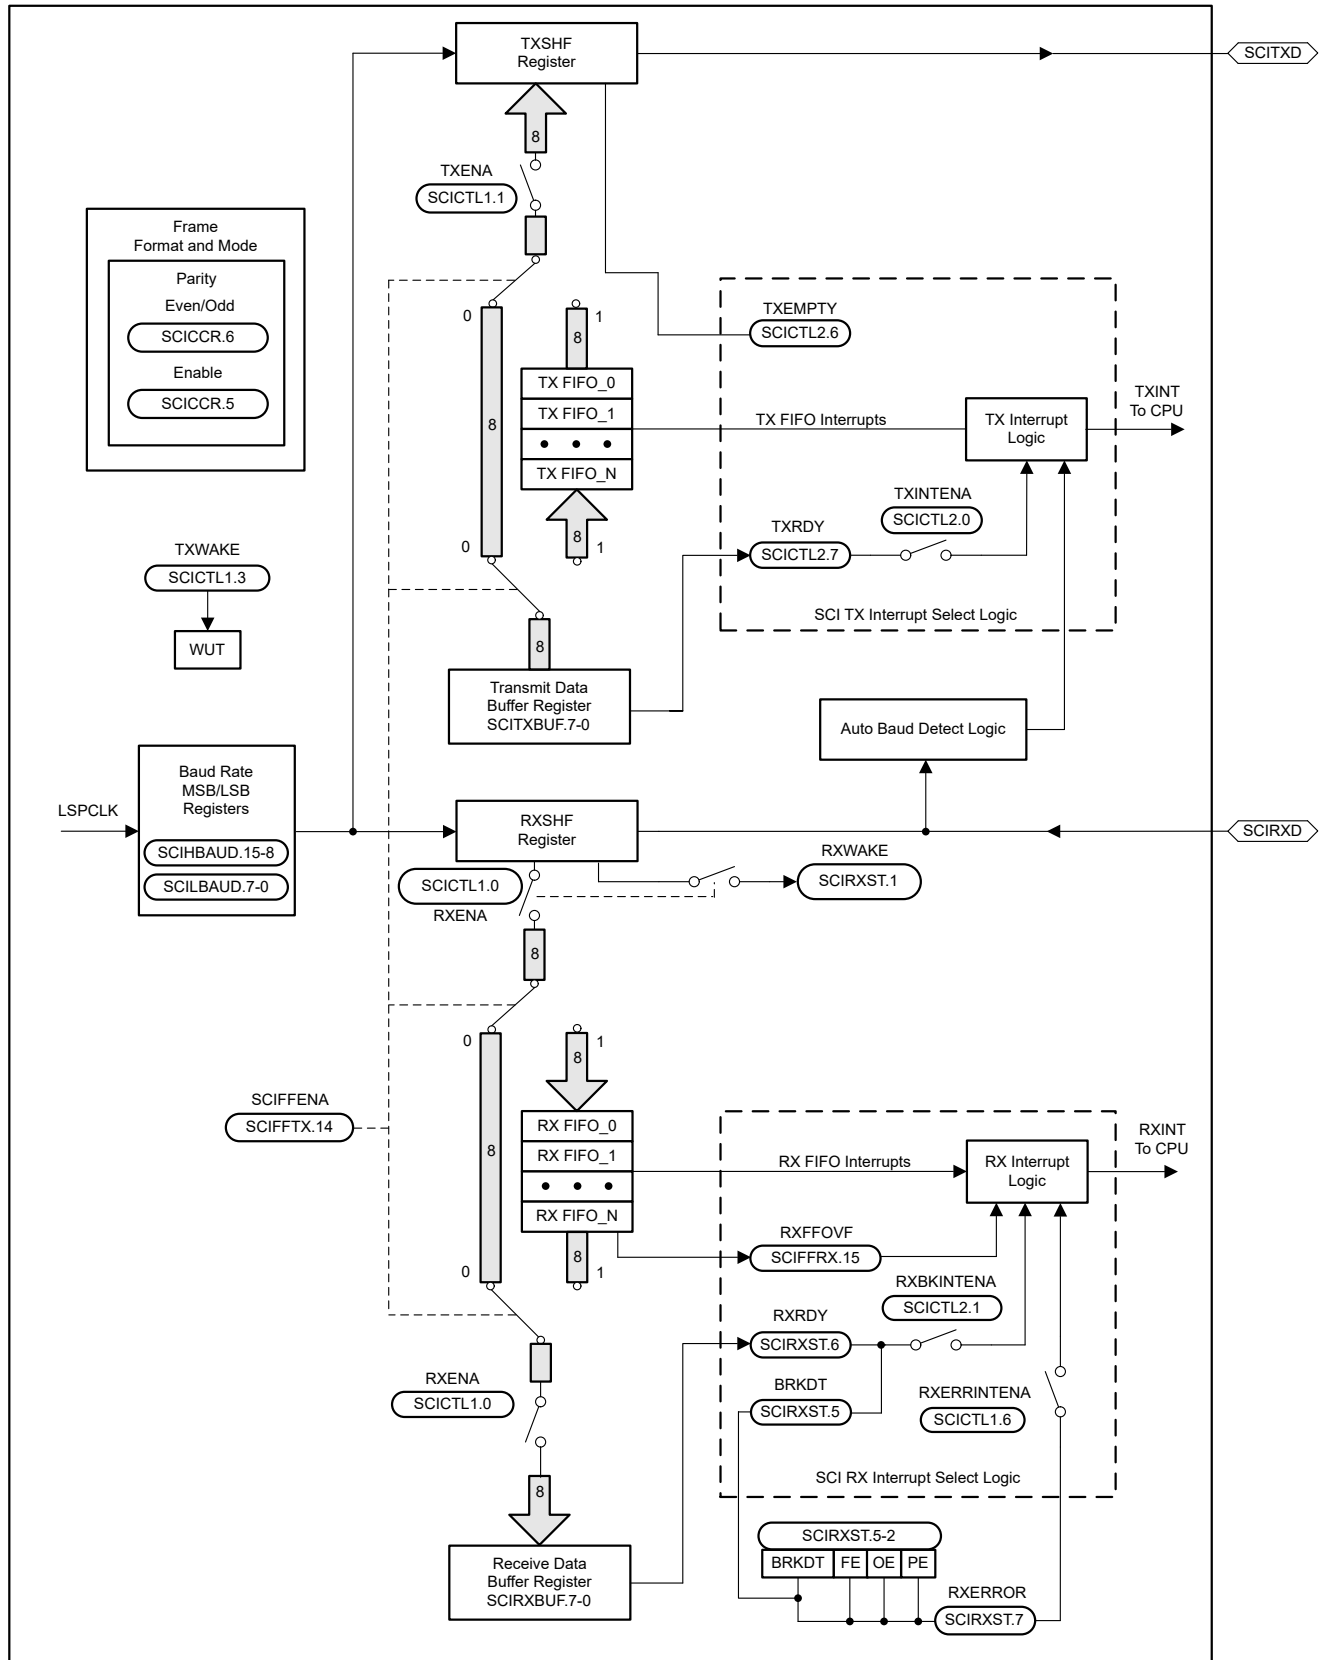 TXSHF
Register
SCITXD
8
TXENA
SCICTL1.1
Frame
Format and Mode
Parity
Even/Odd
SCICCR.6
Enable
SCICCR.5
0
1
8
8
TX FIFO_0
TX FIFO_1
• • •
TX FIFO_N
8
0
1
TXEMPTY
SCICTL2.6
TX FIFO Interrupts
TX Interrupt
Logic
TXINT
To CPU
TXINTENA
SCICTL2.0
TXRDY
SCICTL2.7
SCI TX Interrupt Select Logic
TXWAKE
SCICTL1.3
WUT
8
Transmit Data
Buffer Register
SCITXBUF.7-0
Auto Baud Detect Logic
LSPCLK
Baud Rate
MSB/LSB
Registers
SCIHBAUD.15-8
SCILBAUD.7-0
RXSHF
Register
SCIRXD
RXWAKE
SCIRXST.1
SCICTL1.0
RXENA
8
0
1
8
SCIFFENA
SCIFFTX.14
8
RX FIFO_0
RX FIFO_1
• • •
RX FIFO_N
8
0
1
RX FIFO Interrupts
RX Interrupt
Logic
RXINT
To CPU
RXFFOVF
SCIFFRX.15
RXBKINTENA
SCICTL2.1
RXRDY
SCIRXST.6
BRKDT
SCIRXST.5
RXERRINTENA
SCICTL1.6
SCI RX Interrupt Select Logic
RXENA
SCICTL1.0
8
Receive Data
Buffer Register
SCIRXBUF.7-0
SCIRXST.5-2
BRKDT FE OE PE
RXERROR
SCIRXST.7